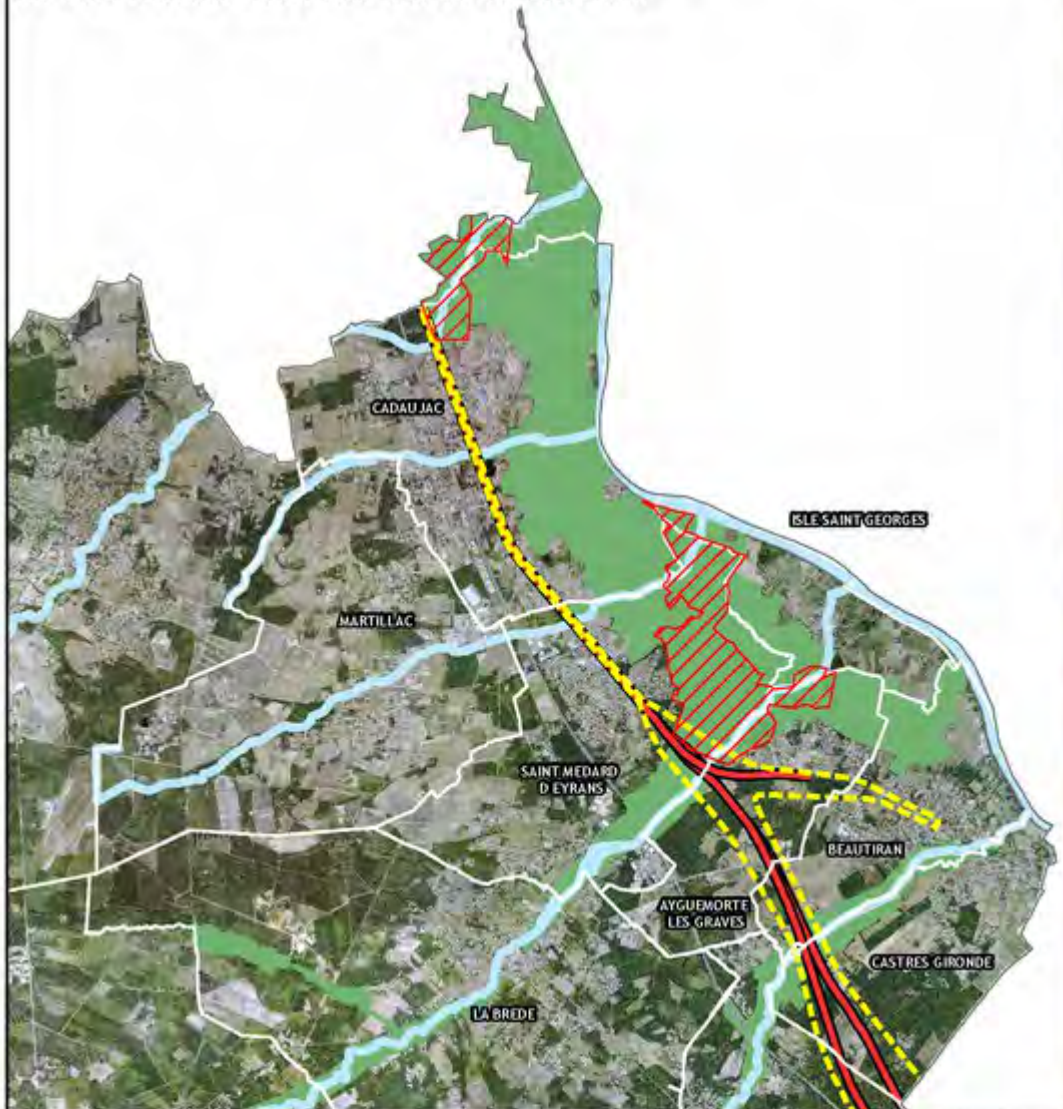 CADAUJAC
ISLE SAINT GEORGES
MARTILLAC
SAINT MEDARD
D EYRANS
BEAUTIRAN
AYGUEMORTE
LES GRAVES
CASTRES GIRONDE
LA BREDE